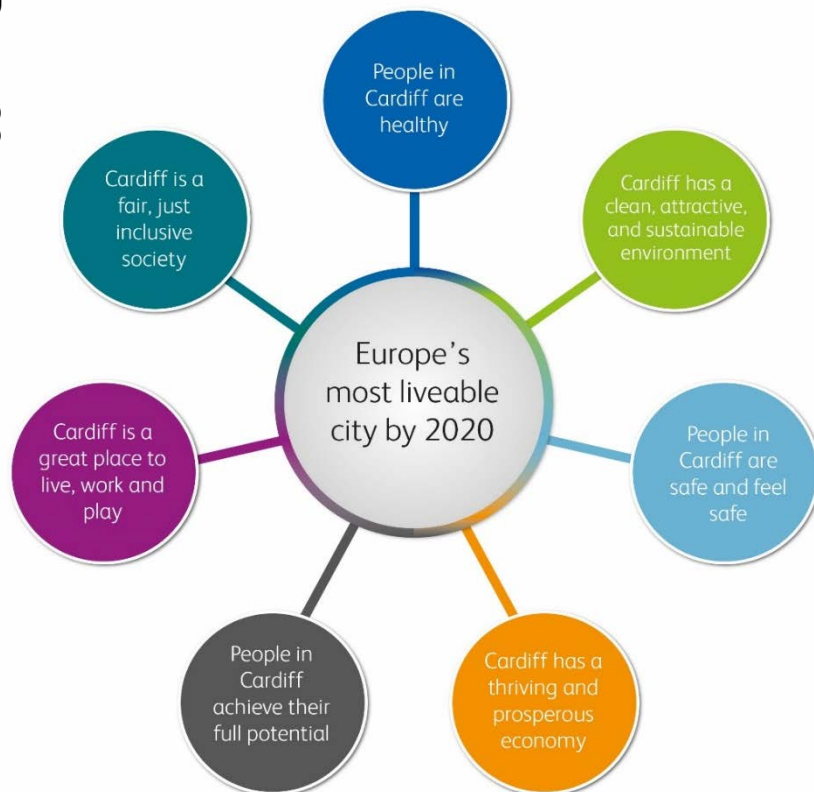 People in
Cardiff are
healthy
Cardiff is a
fair, just
inclusive
society
Cardiff has a
clean, attractive,
and sustainable
environment
Europe's
most liveable
city by 2020
Cardiff is a
great place to
live, work and
play
People in
Cardiff are
safe and feel
safe
People in
Cardiff
achieve their
full potential
Cardiff has a
thriving and
prosperous
economy